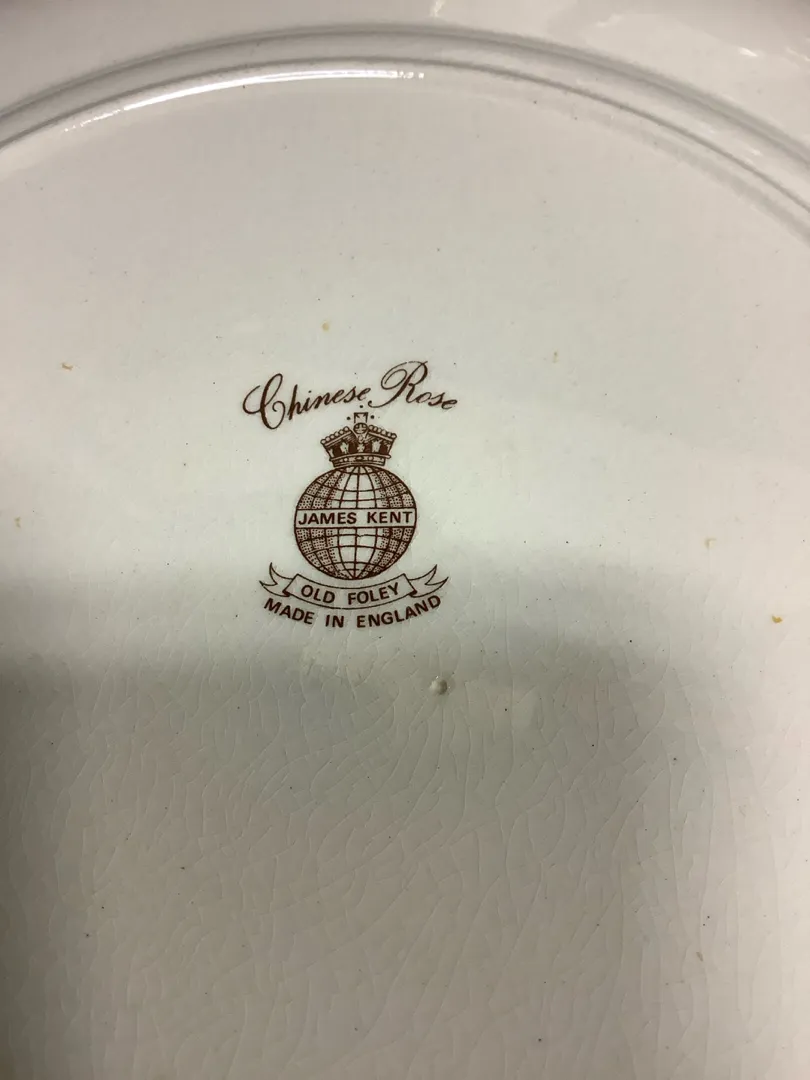 Chinese Rose
JAMES KENT
OLD FOLEY
MADE IN ENGLAND